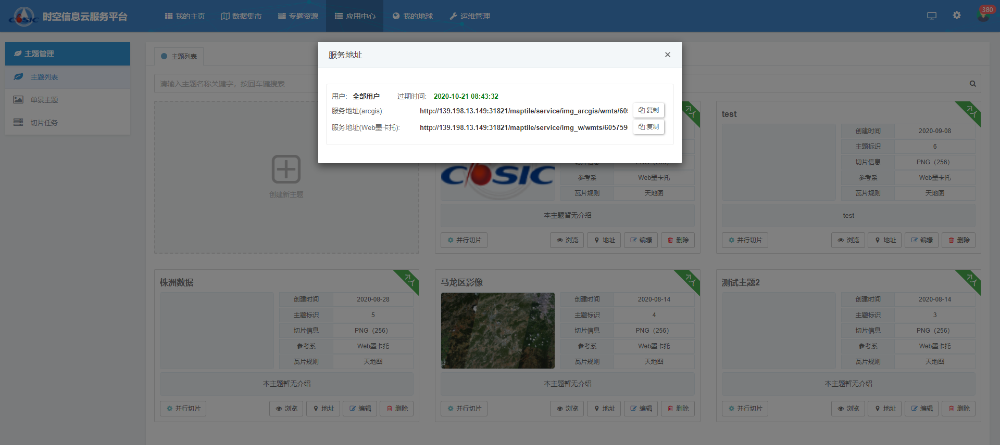 COSIC 时空信息云服务平台
我的主页
数据集市
专题资源
应用中心
我的地球
运维管理
380
主题管理
主题列表
单景主题
切片任务
主题列表
请输入主题名称关键字，按回车键搜索
服务地址
×
用户: 全部用户 过期时间: 2020-10-21 08:43:32
服务地址(arcgis): http://139.198.13.149:31821/maptile/service/img_arcgis/wmts/605 复制
服务地址(Web墨卡托): http://139.198.13.149:31821/maptile/service/img_w/wmts/6057590 复制
创建新主题
COSIC
切片信息 PNG（256）
参考系 Web墨卡托
瓦片规则 天地图
本主题暂无介绍
并行切片 浏览 地址 编辑 删除
test
创建时间 2020-09-08
主题标识 6
切片信息 PNG（256）
参考系 Web墨卡托
瓦片规则 天地图
test
并行切片 浏览 地址 编辑 删除
株洲数据
创建时间 2020-08-28
主题标识 5
切片信息 PNG（256）
参考系 Web墨卡托
瓦片规则 天地图
本主题暂无介绍
并行切片 浏览 地址 编辑 删除
马龙区影像
创建时间 2020-08-14
主题标识 4
切片信息 PNG（256）
参考系 Web墨卡托
瓦片规则 天地图
本主题暂无介绍
并行切片 浏览 地址 编辑 删除
测试主题2
创建时间 2020-08-14
主题标识 3
切片信息 PNG（256）
参考系 Web墨卡托
瓦片规则 天地图
本主题暂无介绍
并行切片 浏览 地址 编辑 删除